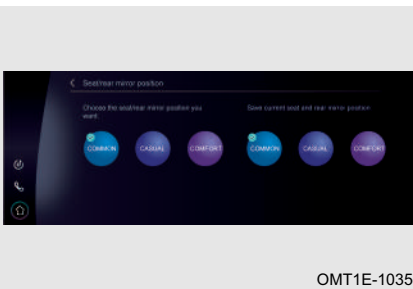 Seat/rear mirror position
Choose the seat/rear mirror position you
want.
Save current seat and rear mirror position
COMMON
CASUAL
COMFORT
COMMON
CASUAL
COMFORT
OMT1E-1035